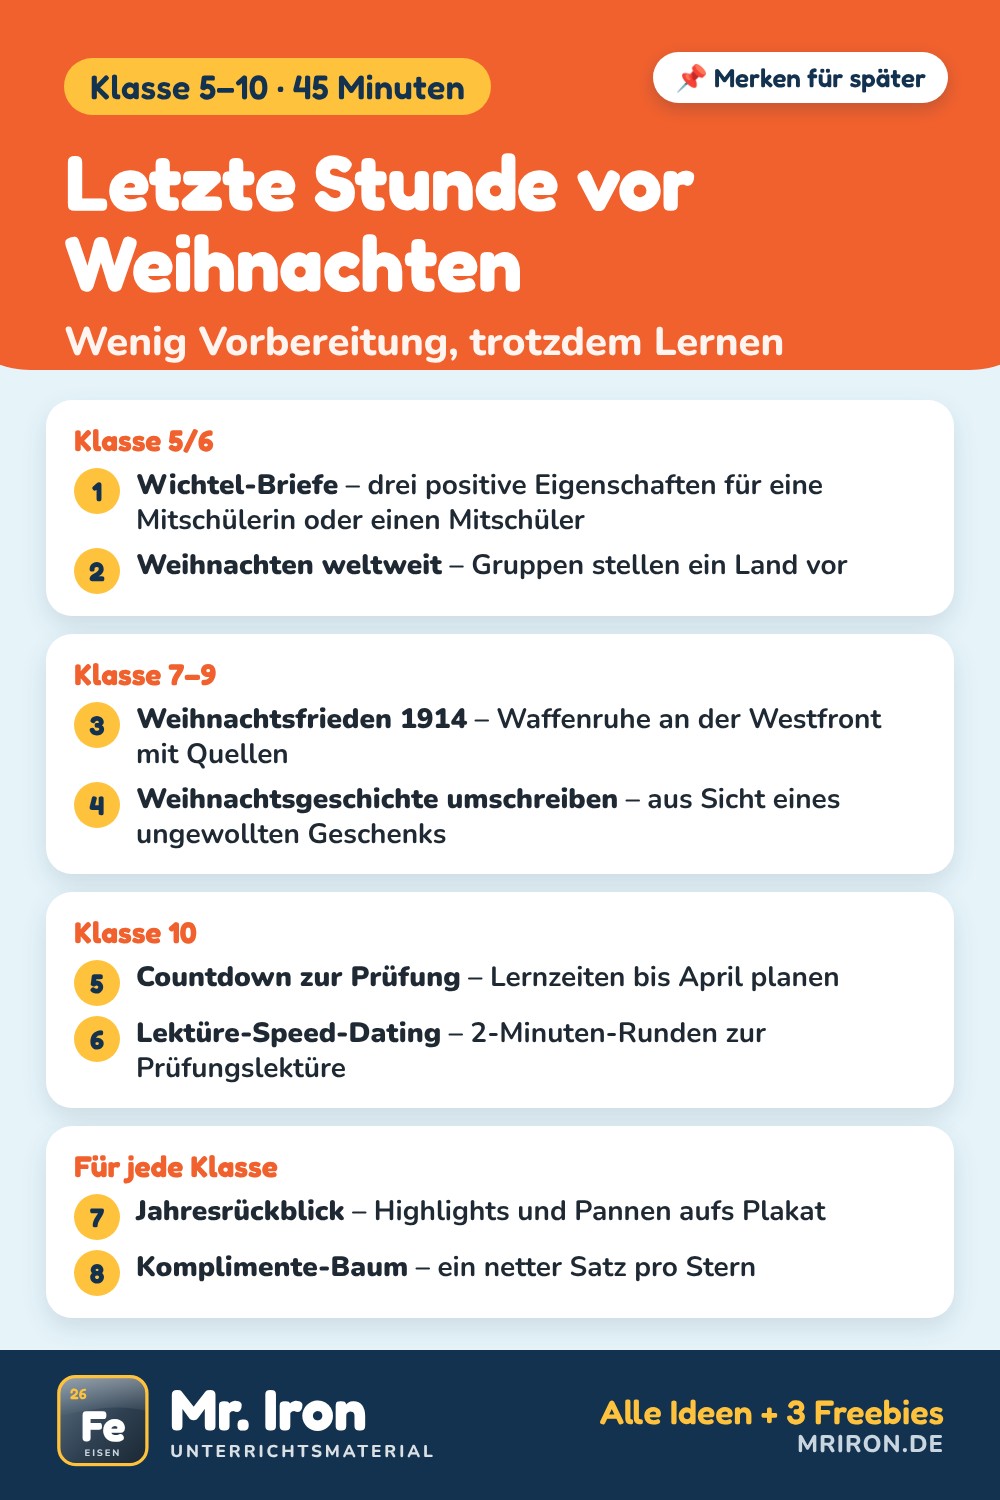 Klasse 5–10 · 45 Minuten
📌 Merken für später
Letzte Stunde vor
Weihnachten
Wenig Vorbereitung, trotzdem Lernen
Klasse 5/6
1 Wichtel-Briefe – drei positive Eigenschaften für eine
Mitschülerin oder einen Mitschüler
2 Weihnachten weltweit – Gruppen stellen ein Land vor
Klasse 7–9
3 Weihnachtsfrieden 1914 – Waffenruhe an der Westfront
mit Quellen
4 Weihnachtsgeschichte umschreiben – aus Sicht eines
ungewollten Geschenks
Klasse 10
5 Countdown zur Prüfung – Lernzeiten bis April planen
6 Lektüre-Speed-Dating – 2-Minuten-Runden zur
Prüfungslektüre
Für jede Klasse
7 Jahresrückblick – Highlights und Pannen aufs Plakat
8 Komplimente-Baum – ein netter Satz pro Stern
26
Fe
EISEN
Mr. Iron
UNTERRICHTSMATERIAL
Alle Ideen + 3 Freebies
MRIRON.DE